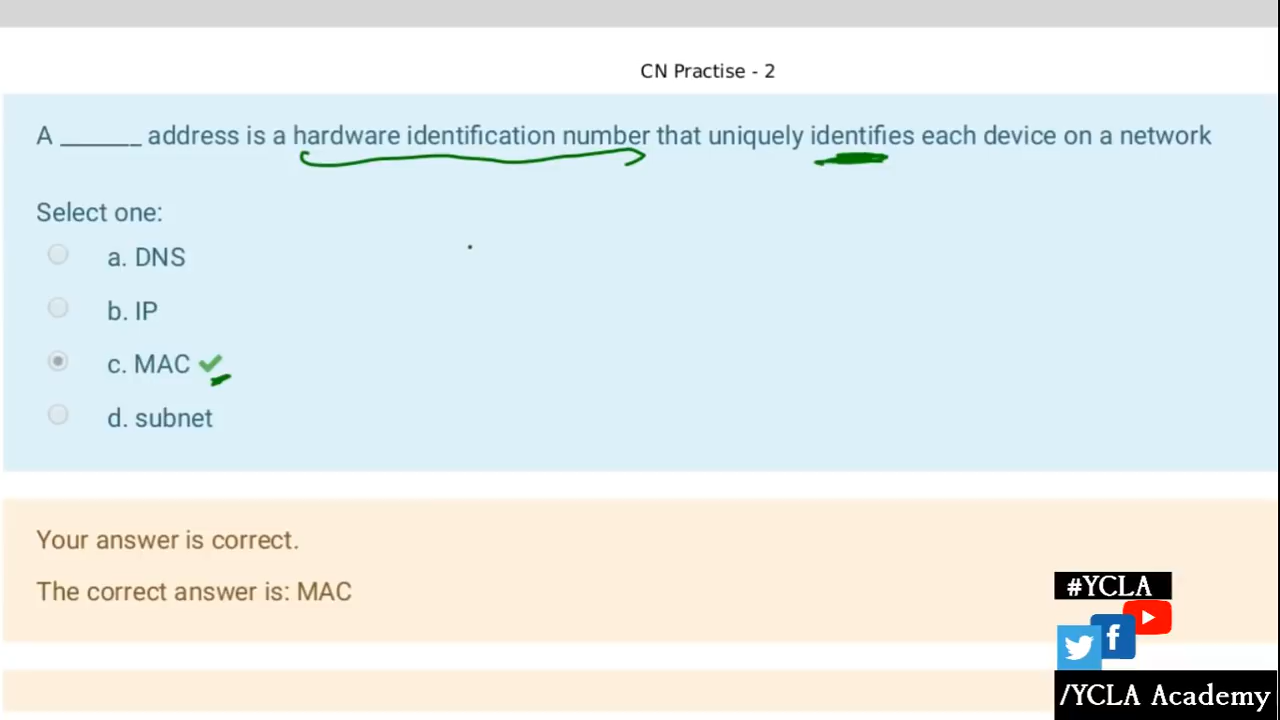 CN Practise - 2
A _______ address is a hardware identification number that uniquely identifies each device on a network
Select one:
a. DNS
b. IP
c. MAC
d. subnet
Your answer is correct.
The correct answer is: MAC
#YCLA
/YCLA Academy